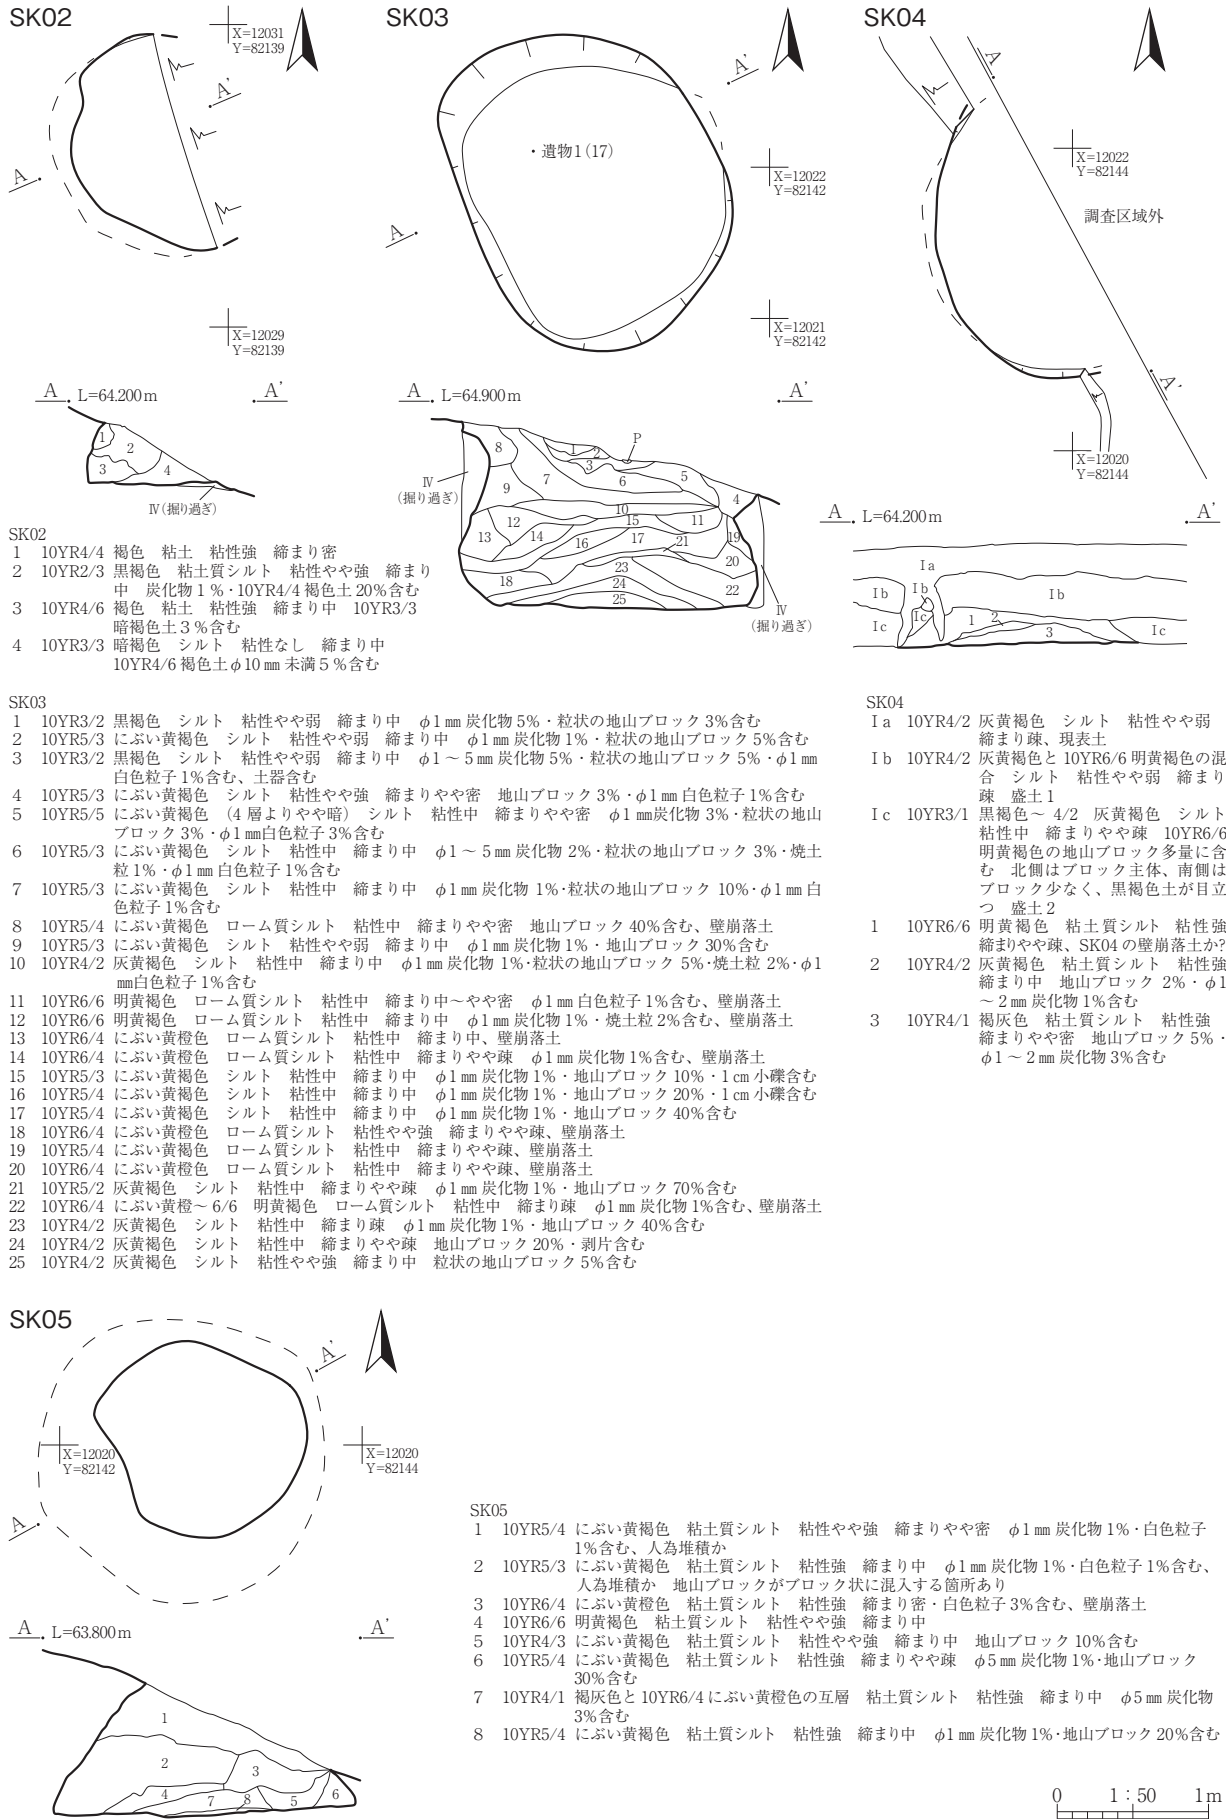 SK02
X=12031
Y=82139
A'
A
X=12029
Y=82139
A L=64.200m A'
1
2
3
4
Ⅳ(掘り過ぎ)
SK02
1 10YR4/4 褐色 粘土 粘性強 締まり密
2 10YR2/3 黒褐色 粘土質シルト 粘性やや強 締まり
中 炭化物1%・10YR4/4 褐色土20%含む
3 10YR4/6 褐色 粘土 粘性強 締まり中 10YR3/3
暗褐色土3%含む
4 10YR3/3 暗褐色 シルト 粘性なし 締まり中
10YR4/6 褐色土φ10㎜未満5%含む
SK03
A'
・遺物1(17)
X=12022
Y=82142
A
X=12021
Y=82142
A L=64.900m A'
P
1
2
3
8
7
6
5
4
9
Ⅳ
(掘り過ぎ)
10
15
11
12
13
14
16
17
21
19
20
18
23
24
22
25
Ⅳ
(掘り過ぎ)
SK04
A
X=12022
Y=82144
調査区域外
A'
X=12020
Y=82144
A L=64.200m A'
Ⅰa
Ⅰb
Ⅰb
Ⅰb
Ⅰc
Ⅰc
1
2
3
Ⅰc
SK03
1 10YR3/2 黒褐色 シルト 粘性やや弱 締まり中 φ1㎜炭化物5%・粒状の地山ブロック3%含む
2 10YR5/3 にぶい黄褐色 シルト 粘性やや弱 締まり中 φ1㎜炭化物1%・粒状の地山ブロック5%含む
3 10YR3/2 黒褐色 シルト 粘性やや弱 締まり中 φ1～5㎜炭化物5%・粒状の地山ブロック5%・φ1㎜
白色粒子1%含む、土器含む
4 10YR5/3 にぶい黄褐色 シルト 粘性やや強 締まりやや密 地山ブロック3%・φ1㎜白色粒子1%含む
5 10YR5/5 にぶい黄褐色 (4層よりやや暗) シルト 粘性中 締まりやや密 φ1㎜炭化物3%・粒状の地山
ブロック3%・φ1㎜白色粒子3%含む
6 10YR5/3 にぶい黄褐色 シルト 粘性中 締まり中 φ1～5㎜炭化物2%・粒状の地山ブロック3%・焼土
粒1%・φ1㎜白色粒子1%含む
7 10YR5/3 にぶい黄褐色 シルト 粘性中 締まり中 φ1㎜炭化物1%・粒状の地山ブロック10%・φ1㎜白
色粒子1%含む
8 10YR5/4 にぶい黄褐色 ローム質シルト 粘性中 締まりやや密 地山ブロック40%含む、壁崩落土
9 10YR5/3 にぶい黄褐色 シルト 粘性やや弱 締まり中 φ1㎜炭化物1%・地山ブロック30%含む
10 10YR4/2 灰黄褐色 シルト 粘性中 締まり中 φ1㎜炭化物1%・粒状の地山ブロック5%・焼土粒2%・φ1
㎜白色粒子1%含む
11 10YR6/6 明黄褐色 ローム質シルト 粘性中 締まり中～やや密 φ1㎜白色粒子1%含む、壁崩落土
12 10YR6/6 明黄褐色 ローム質シルト 粘性中 締まり中 φ1㎜炭化物1%・焼土粒2%含む、壁崩落土
13 10YR6/4 にぶい黄橙色 ローム質シルト 粘性中 締まり中、壁崩落土
14 10YR6/4 にぶい黄橙色 ローム質シルト 粘性中 締まりやや疎 φ1㎜炭化物1%含む、壁崩落土
15 10YR5/3 にぶい黄褐色 シルト 粘性中 締まり中 φ1㎜炭化物1%・地山ブロック10%・1㎝小礫含む
16 10YR5/4 にぶい黄褐色 シルト 粘性中 締まり中 φ1㎜炭化物1%・地山ブロック20%・1㎝小礫含む
17 10YR5/4 にぶい黄褐色 シルト 粘性中 締まり中 φ1㎜炭化物1%・地山ブロック40%含む
18 10YR6/4 にぶい黄橙色 ローム質シルト 粘性やや強 締まりやや疎、壁崩落土
19 10YR5/4 にぶい黄褐色 ローム質シルト 粘性中 締まりやや疎、壁崩落土
20 10YR6/4 にぶい黄橙色 ローム質シルト 粘性中 締まりやや疎、壁崩落土
21 10YR5/2 灰黄褐色 シルト 粘性中 締まりやや疎 φ1㎜炭化物1%・地山ブロック70%含む
22 10YR6/4 にぶい黄橙～6/6 明黄褐色 ローム質シルト 粘性中 締まり疎 φ1㎜炭化物1%含む、壁崩落土
23 10YR4/2 灰黄褐色 シルト 粘性中 締まり疎 φ1㎜炭化物1%・地山ブロック40%含む
24 10YR4/2 灰黄褐色 シルト 粘性中 締まりやや疎 地山ブロック20%・剥片含む
25 10YR4/2 灰黄褐色 シルト 粘性やや強 締まり中 粒状の地山ブロック5%含む
SK04
Ⅰa 10YR4/2 灰黄褐色 シルト 粘性やや弱
締まり疎、現表土
Ⅰb 10YR4/2 灰黄褐色と10YR6/6 明黄褐色の混
合 シルト 粘性やや弱 締まり
疎 盛土1
Ⅰc 10YR3/1 黒褐色～4/2 灰黄褐色 シルト
粘性中 締まりやや疎 10YR6/6
明黄褐色の地山ブロック多量に含
む 北側はブロック主体、南側は
ブロック少なく、黒褐色土が目立
つ 盛土2
1 10YR6/6 明黄褐色 粘土質シルト 粘性強
締まりやや疎、SK04の壁崩落土か?
2 10YR4/2 灰黄褐色 粘土質シルト 粘性強
締まり中 地山ブロック2%・φ1
～2㎜炭化物1%含む
3 10YR4/1 褐灰色 粘土質シルト 粘性強
締まりやや密 地山ブロック5%・
φ1～2㎜炭化物3%含む
SK05
A'
X=12020
Y=82142
X=12020
Y=82144
A
A L=63.800m A'
1
2
3
4
7
8
5
6
SK05
1 10YR5/4 にぶい黄褐色 粘土質シルト 粘性やや強 締まりやや密 φ1㎜炭化物1%・白色粒子
1%含む、人為堆積か
2 10YR5/3 にぶい黄褐色 粘土質シルト 粘性強 締まり中 φ1㎜炭化物1%・白色粒子1%含む、
人為堆積か 地山ブロックがブロック状に混入する箇所あり
3 10YR6/4 にぶい黄橙色 粘土質シルト 粘性強 締まり密・白色粒子3%含む、壁崩落土
4 10YR6/6 明黄褐色 粘土質シルト 粘性やや強 締まり中
5 10YR4/3 にぶい黄褐色 粘土質シルト 粘性やや強 締まり中 地山ブロック10%含む
6 10YR5/4 にぶい黄褐色 粘土質シルト 粘性強 締まりやや疎 φ5㎜炭化物1%・地山ブロック
30%含む
7 10YR4/1 褐灰色と10YR6/4にぶい黄橙色の互層 粘土質シルト 粘性強 締まり中 φ5㎜炭化物
3%含む
8 10YR5/4 にぶい黄褐色 粘土質シルト 粘性強 締まり中 φ1㎜炭化物1%・地山ブロック20%含む
0 1:50 1m